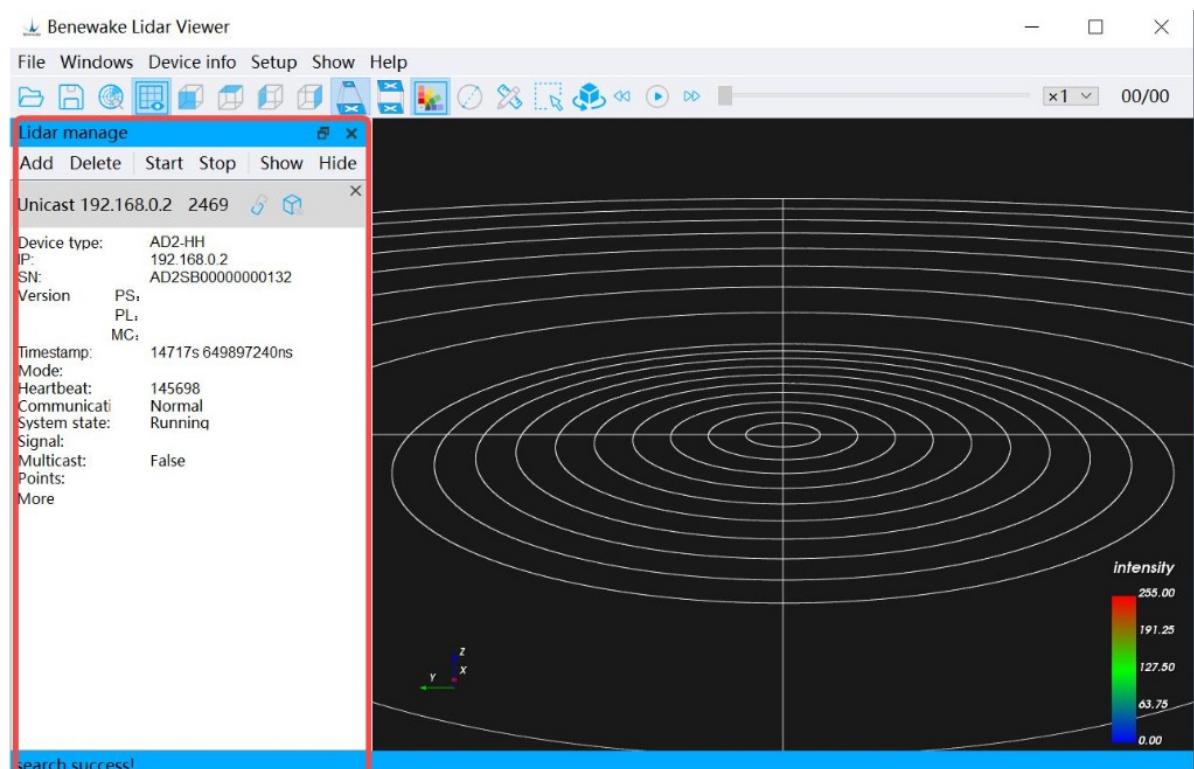 Benewake Lidar Viewer
File Windows Device info Setup Show Help
×1 00/00
Lidar manage
Add Delete Start Stop Show Hide
Unicast 192.168.0.2 2469
Device type: AD2-HH
IP: 192.168.0.2
SN: AD2SB00000000132
Version PS:
PL:
MC:
Timestamp: 14717s 649897240ns
Mode:
Heartbeat: 145698
Communicati Normal
System state: Running
Signal:
Multicast: False
Points:
More
intensity
255.00
191.25
127.50
63.75
0.00
Z
X
Y
search success!